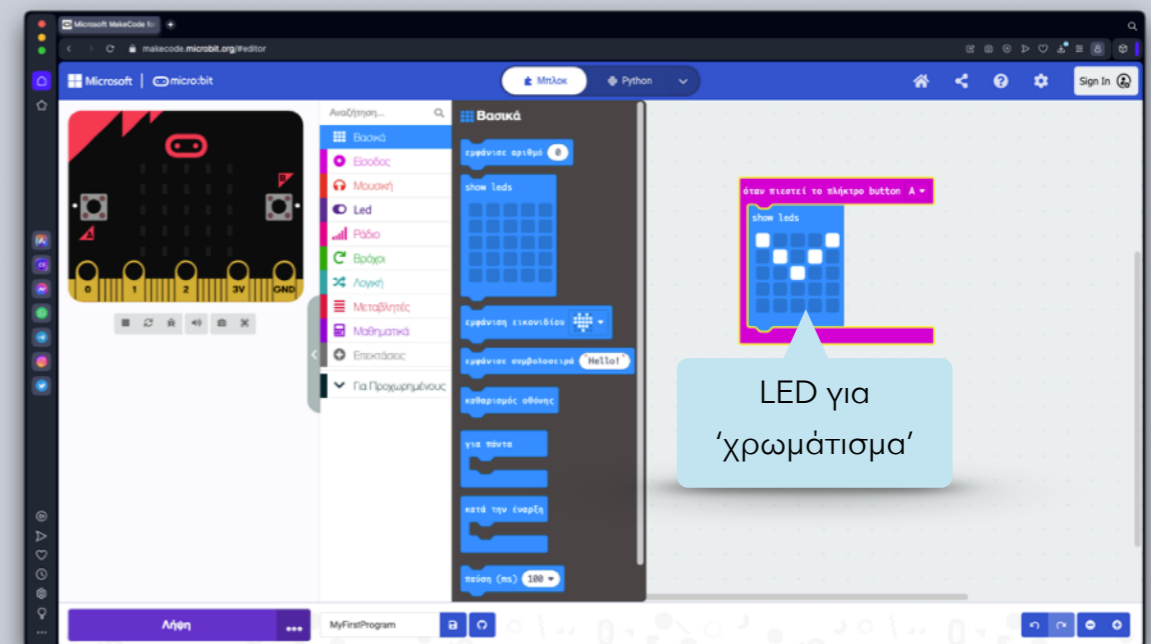 Microsoft MakeCode for
makecode.microbit.org/#editor
Microsoft | micro:bit
Μπλοκ
Python
Sign In
Αναζήτηση...
Βασικά
Είσοδος
Μουσική
Led
Ράδιο
Βρόχοι
Λογική
Μεταβλητές
Μαθηματικά
Επεκτάσεις
Για Προχωρημένους
Βασικά
εμφάνισε αριθμό 0
show leds
εμφάνιση εικονιδίου
εμφάνισε συμβολοσειρά "Hello!"
καθαρισμός οθόνης
για πάντα
κατά την έναρξη
παύση (ms) 100
όταν πιεστεί το πλήκτρο button A
show leds
LED για
‘χρωμάτισμα’
A
B
0 1 2 3V GND
Λήψη
MyFirstProgram